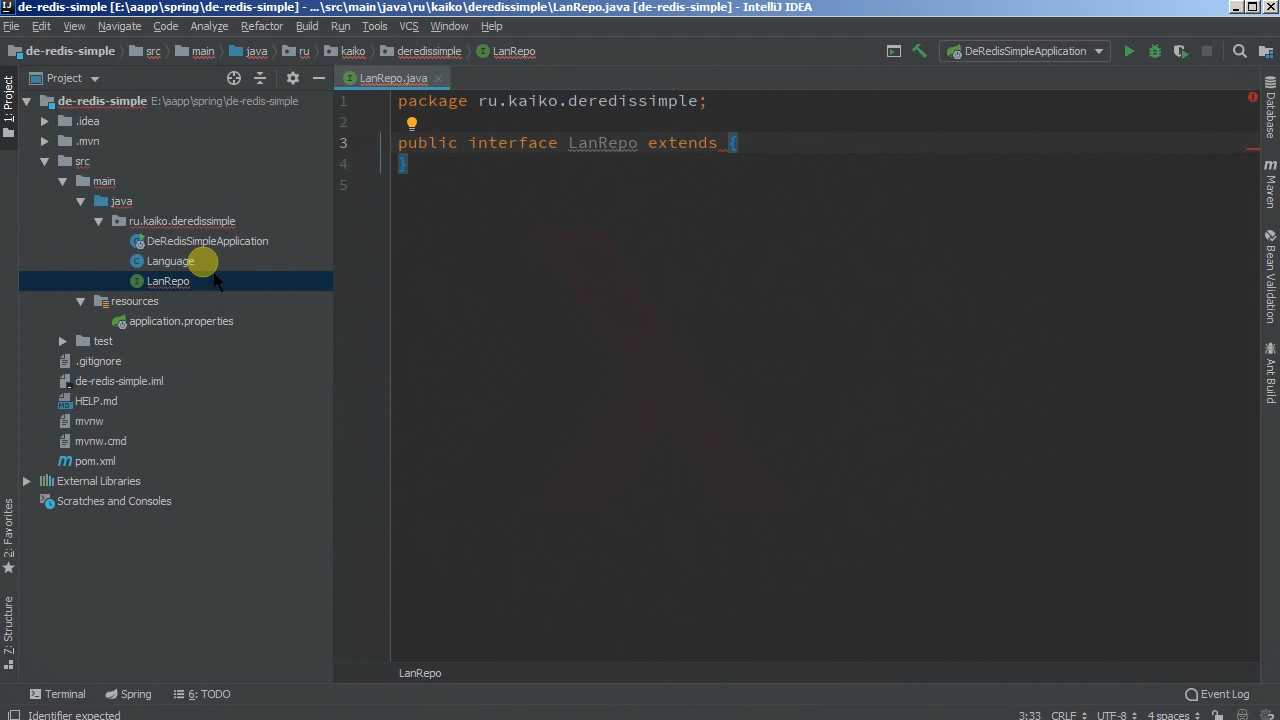 de-redis-simple [E:\aapp\spring\de-redis-simple] - ...\src\main\java\ru\kaiko\deredissimple\LanRepo.java [de-redis-simple] - IntelliJ IDEA
File Edit View Navigate Code Analyze Refactor Build Run Tools VCS Window Help
de-redis-simple src main java ru kaiko deredissimple LanRepo DeRedisSimpleApplication
1: Project
Project
LanRepo.java
de-redis-simple E:\aapp\spring\de-redis-simple
.idea
.mvn
src
main
java
ru.kaiko.deredissimple
DeRedisSimpleApplication
Language
LanRepo
resources
application.properties
test
.gitignore
de-redis-simple.iml
HELP.md
mvnw
mvnw.cmd
pom.xml
External Libraries
Scratches and Consoles
1 package ru.kaiko.deredissimple;
2
3 public interface LanRepo extends {
4 }
5
Database
Maven
Bean Validation
Ant Build
2: Favorites
7: Structure
LanRepo
Terminal Spring 6: TODO Event Log
Identifier expected 3:33 CRLF UTF-8 4 spaces